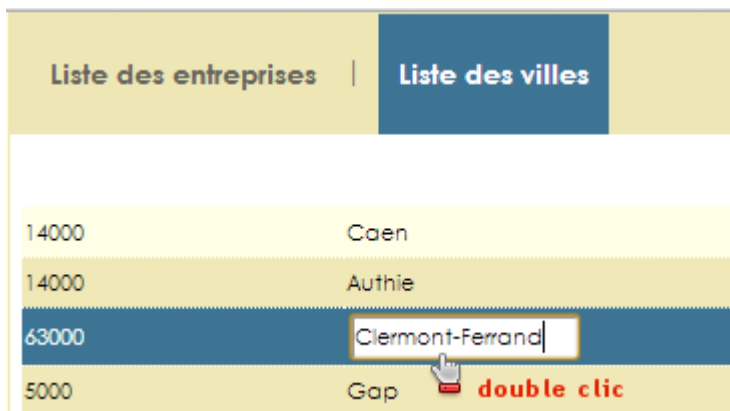 Liste des entreprises | Liste des villes
14000 Caen
14000 Authie
63000 Clermont-Ferrand
5000 Gap double clic